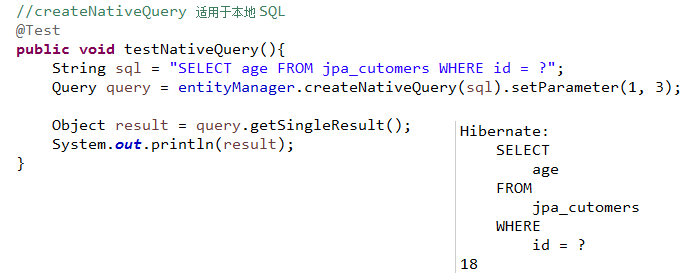 //createNativeQuery 适用于本地 SQL
@Test
public void testNativeQuery(){
    String sql = "SELECT age FROM jpa_cutomers WHERE id = ?";
    Query query = entityManager.createNativeQuery(sql).setParameter(1, 3);
    Object result = query.getSingleResult();
    System.out.println(result);
}
Hibernate:
    SELECT
        age
    FROM
        jpa_cutomers
    WHERE
        id = ?
18